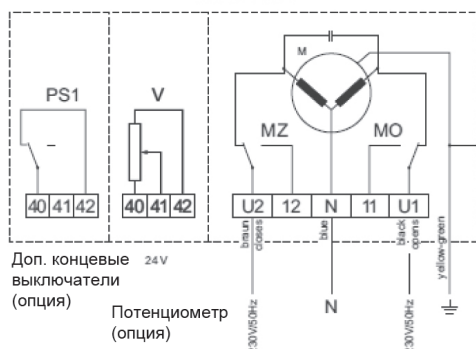 M
PS1
V
MZ
MO
40 41 42
40 41 42
U2 12 N 11 U1
braun
closes
blue
black
opens
yellow-green
Доп. концевые
выключатели
(опция)
24V
Потенциометр
(опция)
230V/50Hz
N
230V/50Hz